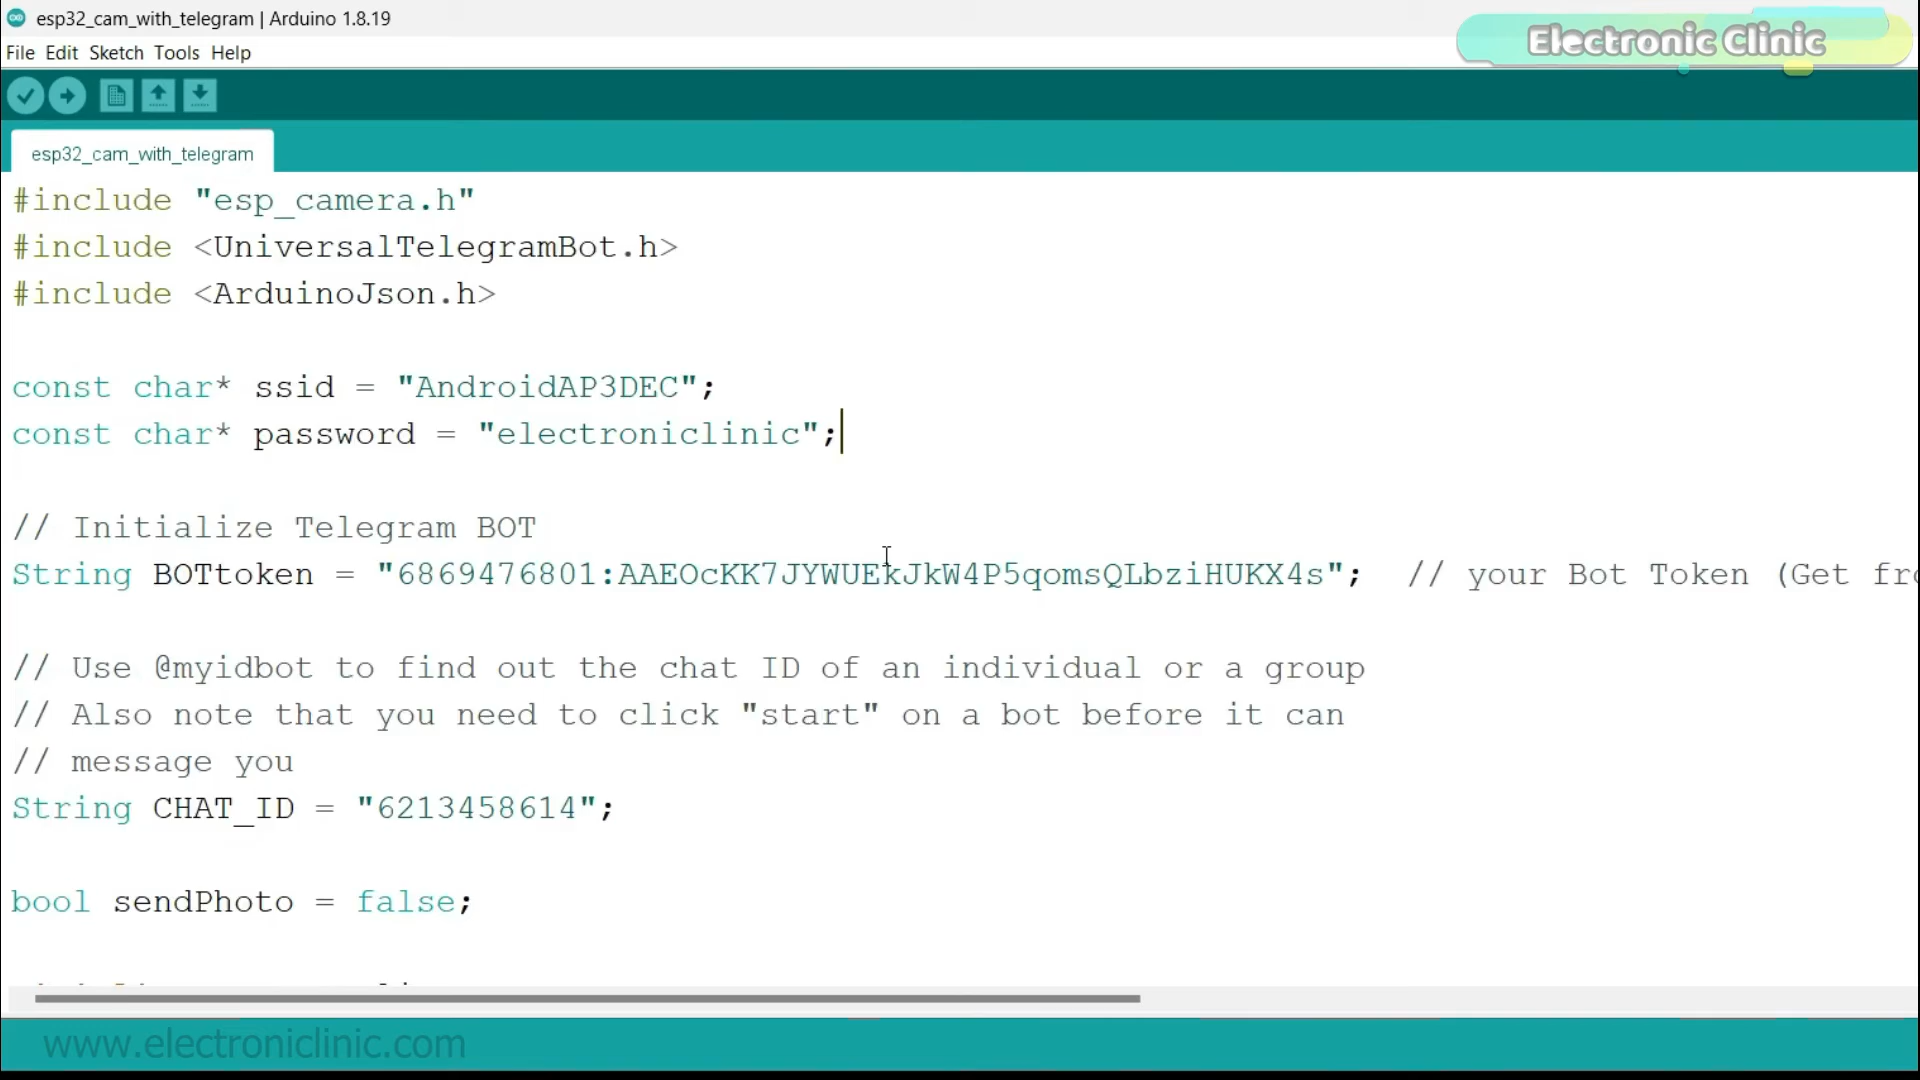 esp32_cam_with_telegram | Arduino 1.8.19
Electronic Clinic
File Edit Sketch Tools Help
esp32_cam_with_telegram
#include "esp_camera.h"
#include <UniversalTelegramBot.h>
#include <ArduinoJson.h>
const char* ssid = "AndroidAP3DEC";
const char* password = "electroniclinic";
// Initialize Telegram BOT
String BOTtoken = "6869476801:AAEOcKK7JYWUEkJkW4P5qomsQLbziHUKX4s"; // your Bot Token (Get fro
// Use @myidbot to find out the chat ID of an individual or a group
// Also note that you need to click "start" on a bot before it can
// message you
String CHAT_ID = "6213458614";
bool sendPhoto = false;
www.electroniclinic.com